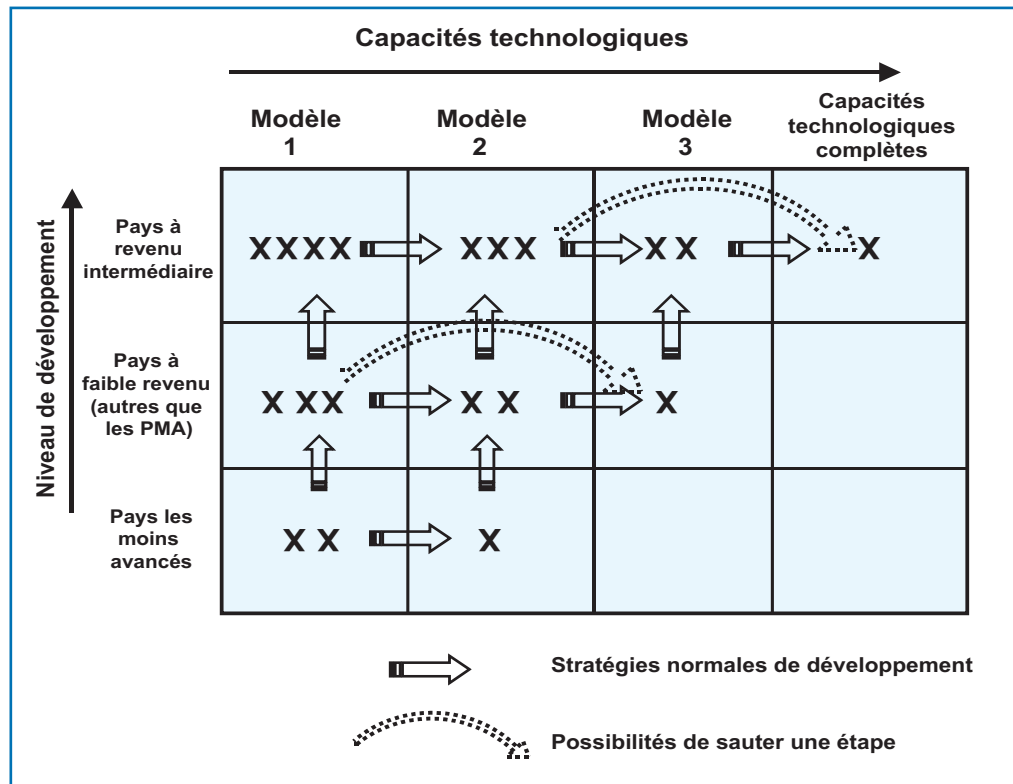 Capacités technologiques
Modèle
1
Modèle
2
Modèle
3
Capacités
technologiques
complètes
Niveau de développement
Pays à
revenu
intermédiaire
XXXX
XXX
XX
X
Pays à
faible revenu
(autres que
les PMA)
X XX
X X
X
Pays les
moins
avancés
X X
X
Stratégies normales de développement
Possibilités de sauter une étape